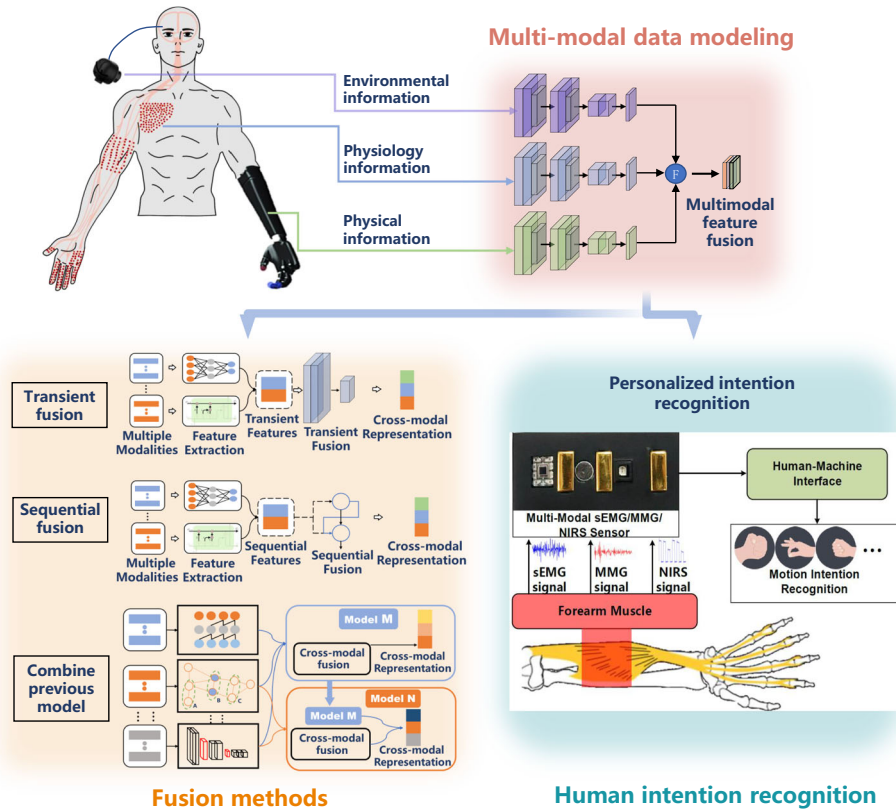 Multi-modal data modeling
Environmental
information
Physiology
information
Physical
information
F
Multimodal
feature
fusion
Transient
fusion
Multiple
Modalities
Feature
Extraction
Transient
Features
Transient
Fusion
Cross-modal
Representation
Sequential
fusion
Multiple
Modalities
Feature
Extraction
Sequential
Features
Sequential
Fusion
Cross-modal
Representation
Combine
previous
model
A
B
C
Model M
Cross-modal
fusion
Cross-modal
Representation
Model N
Model M
Cross-modal
fusion
Cross-modal
Representation
Fusion methods
Personalized intention
recognition
Multi-Modal sEMG/MMG/
NIRS Sensor
Human-Machine
Interface
Motion Intention
Recognition
sEMG
signal
MMG
signal
NIRS
signal
Forearm Muscle
Human intention recognition